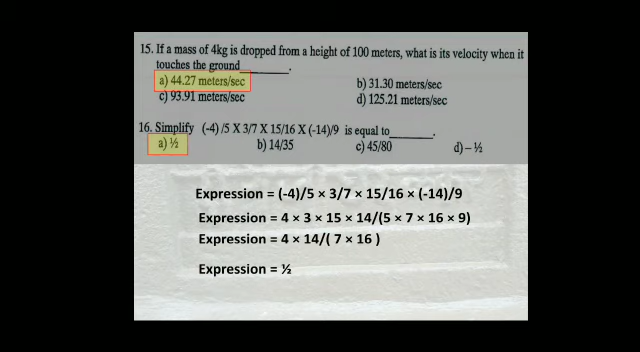 15. If a mass of 4kg is dropped from a height of 100 meters, what is its velocity when it
touches the ground________.
a) 44.27 meters/sec b) 31.30 meters/sec
c) 93.91 meters/sec d) 125.21 meters/sec
16. Simplify (-4) /5 X 3/7 X 15/16 X (-14)/9 is equal to______.
a) ½ b) 14/35 c) 45/80 d) – ½
Expression = (-4)/5 × 3/7 × 15/16 × (-14)/9
Expression = 4 × 3 × 15 × 14/(5 × 7 × 16 × 9)
Expression = 4 × 14/( 7 × 16 )
Expression = ½